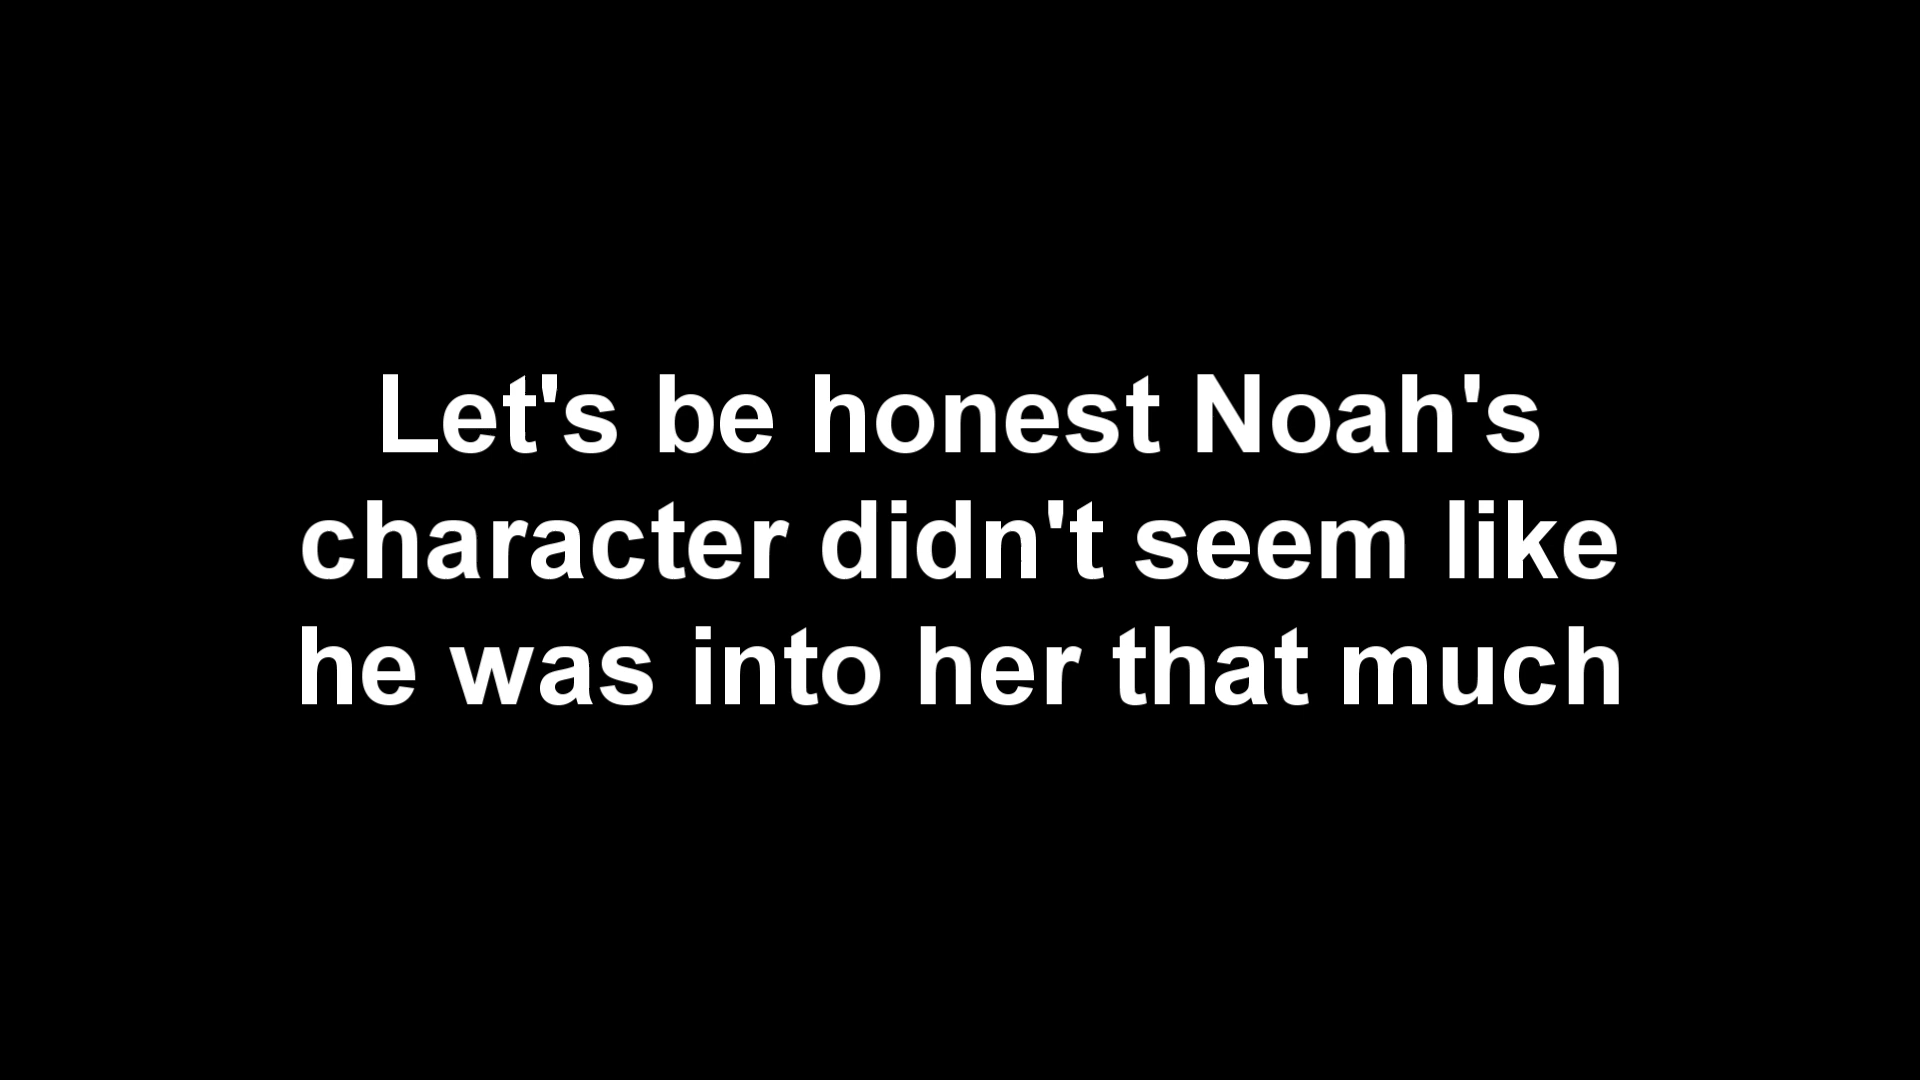 Let's be honest Noah's
character didn't seem like
he was into her that much